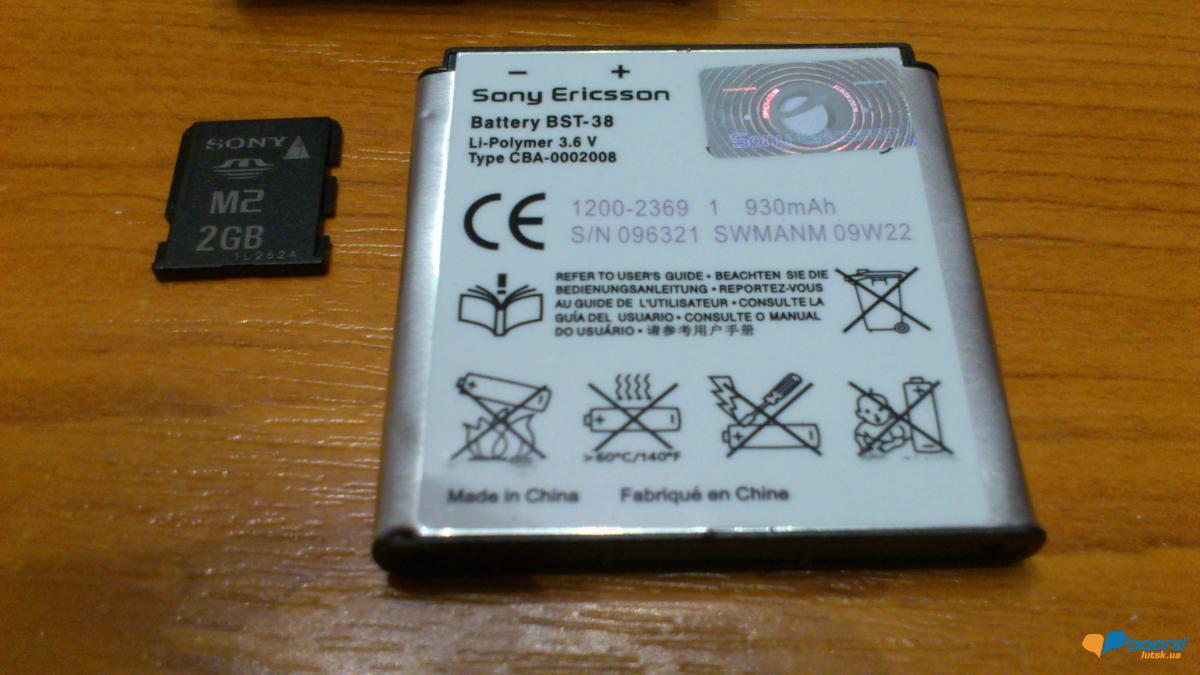 SONY
M2
2GB
1L262A
- +
Sony Ericsson
Battery BST-38
Li-Polymer 3.6 V
Type CBA-0002008
Sony Ericsson
1200-2369 1 930mAh
S/N 096321 SWMANM 09W22
REFER TO USER'S GUIDE • BEACHTEN SIE DIE
BEDIENUNGSANLEITUNG • REPORTEZ-VOUS
AU GUIDE DE L'UTILISATEUR • CONSULTE LA
GUÍA DEL USUARIO • CONSULTE O MANUAL
DO USUÁRIO • 请参考用户手册
> 60°C/140°F
Made in China Fabriqué en Chine
board
lutsk.ua